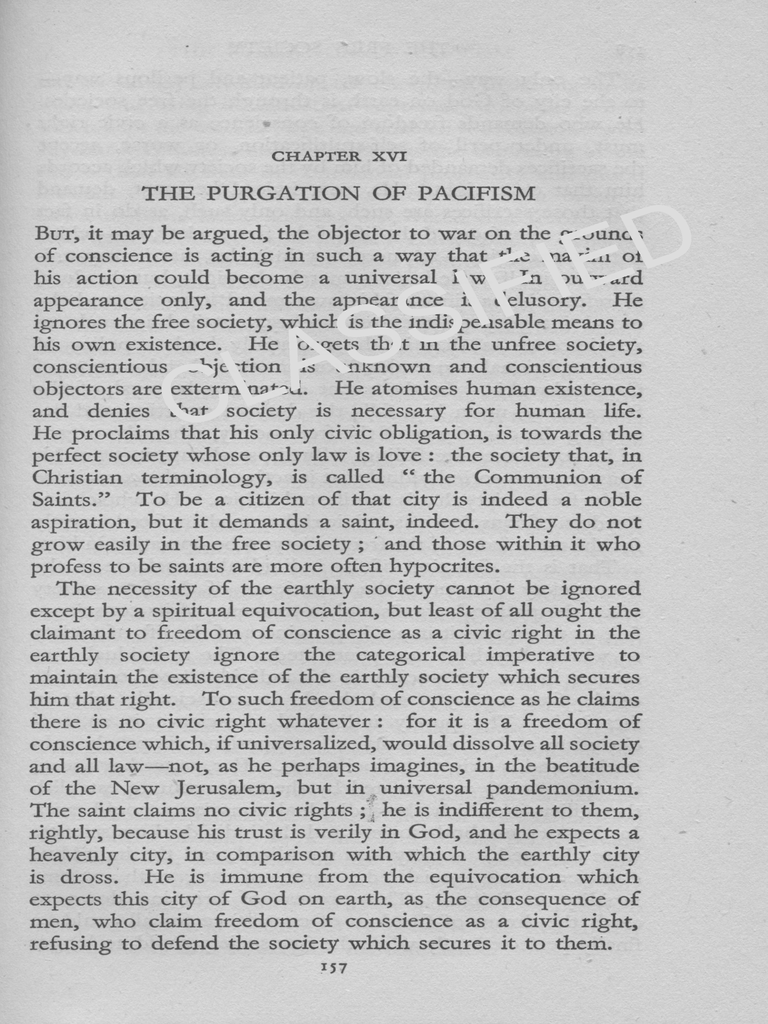 CHAPTER XVI
THE PURGATION OF PACIFISM
BUT, it may be argued, the objector to war on the grounds
of conscience is acting in such a way that the maxim of
his action could become a universal law. In outward
appearance only, and the appearance is delusory. He
ignores the free society, which is the indispensable means to
his own existence. He forgets that in the unfree society,
conscientious objection is unknown and conscientious
objectors are exterminated. He atomises human existence,
and denies that society is necessary for human life.
He proclaims that his only civic obligation, is towards the
perfect society whose only law is love : the society that, in
Christian terminology, is called “ the Communion of
Saints.” To be a citizen of that city is indeed a noble
aspiration, but it demands a saint, indeed. They do not
grow easily in the free society ; and those within it who
profess to be saints are more often hypocrites.
The necessity of the earthly society cannot be ignored
except by a spiritual equivocation, but least of all ought the
claimant to freedom of conscience as a civic right in the
earthly society ignore the categorical imperative to
maintain the existence of the earthly society which secures
him that right. To such freedom of conscience as he claims
there is no civic right whatever : for it is a freedom of
conscience which, if universalized, would dissolve all society
and all law—not, as he perhaps imagines, in the beatitude
of the New Jerusalem, but in universal pandemonium.
The saint claims no civic rights ; he is indifferent to them,
rightly, because his trust is verily in God, and he expects a
heavenly city, in comparison with which the earthly city
is dross. He is immune from the equivocation which
expects this city of God on earth, as the consequence of
men, who claim freedom of conscience as a civic right,
refusing to defend the society which secures it to them.
157
CLASSIFIED